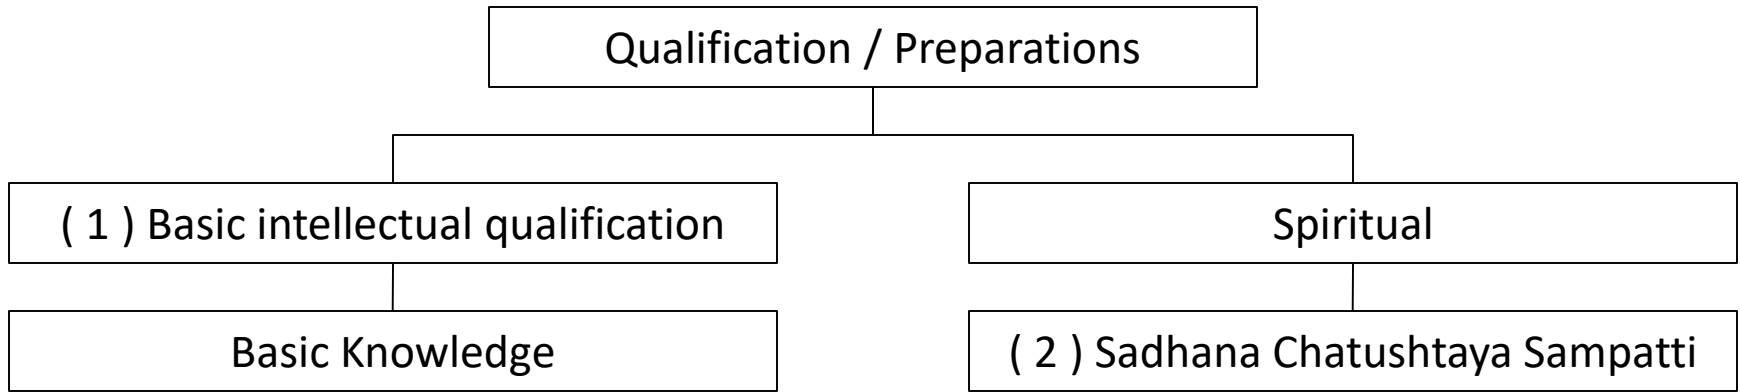 Qualification / Preparations
( 1 ) Basic intellectual qualification
Spiritual
Basic Knowledge
( 2 ) Sadhana Chatushtaya Sampatti